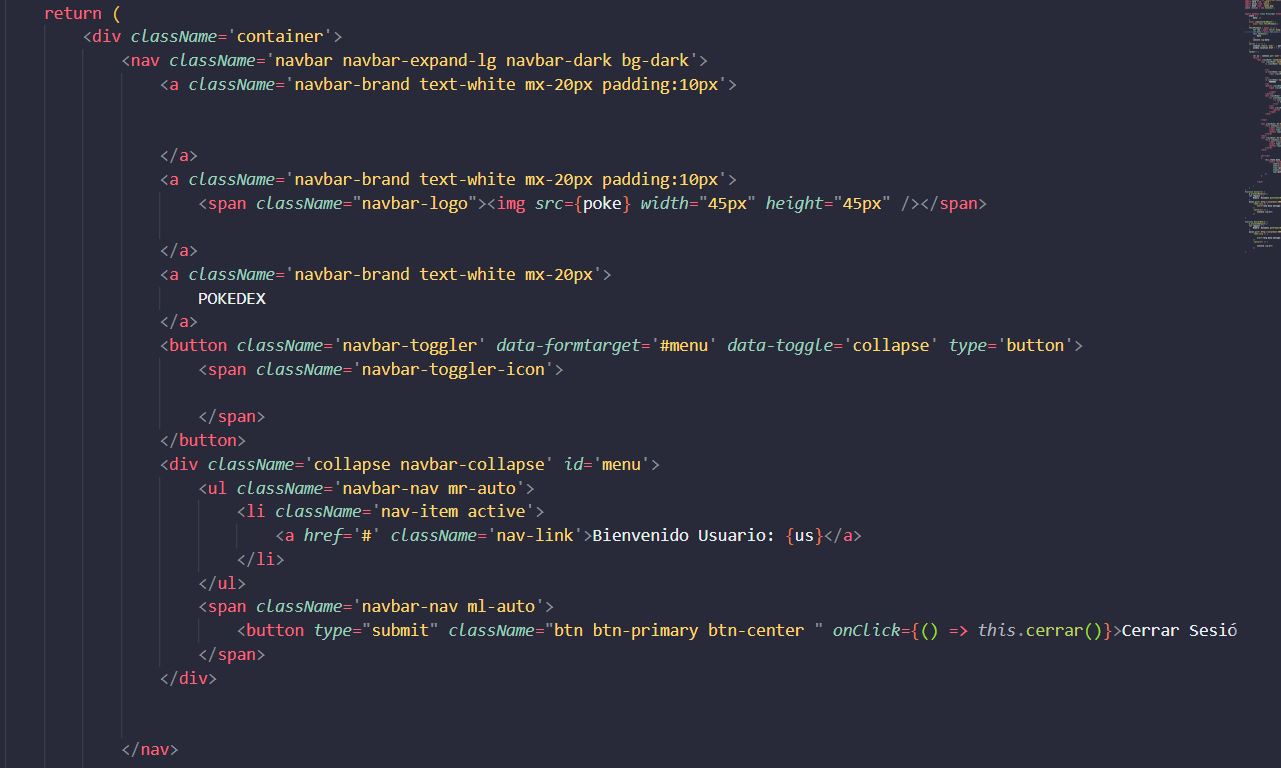 return (
<div className='container'>
<nav className='navbar navbar-expand-lg navbar-dark bg-dark'>
<a className='navbar-brand text-white mx-20px padding:10px'>
</a>
<a className='navbar-brand text-white mx-20px padding:10px'>
<span className="navbar-logo"><img src={poke} width="45px" height="45px" /></span>
</a>
<a className='navbar-brand text-white mx-20px'>
POKEDEX
</a>
<button className='navbar-toggler' data-formtarget='#menu' data-toggle='collapse' type='button'>
<span className='navbar-toggler-icon'>
</span>
</button>
<div className='collapse navbar-collapse' id='menu'>
<ul className='navbar-nav mr-auto'>
<li className='nav-item active'>
<a href='#' className='nav-link'>Bienvenido Usuario: {us}</a>
</li>
</ul>
<span className='navbar-nav ml-auto'>
<button type="submit" className="btn btn-primary btn-center " onClick={() => this.cerrar()}>Cerrar Sesió
</span>
</div>
</nav>